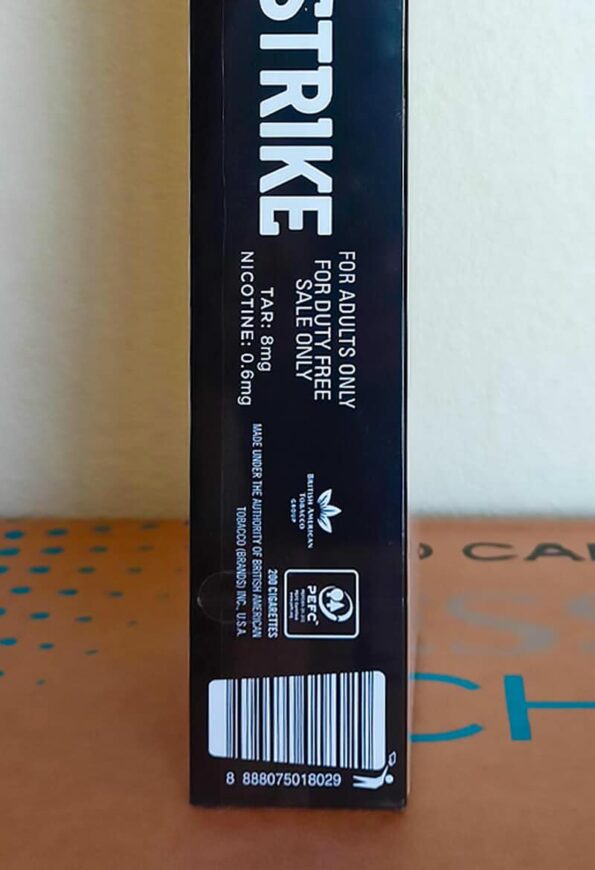 STRIKE
FOR ADULTS ONLY
FOR DUTY FREE
SALE ONLY
TAR: 8mg
NICOTINE: 0.6mg
BRITISH AMERICAN
TOBACCO
GROUP
PEFC
200 CIGARETTES
MADE UNDER THE AUTHORITY OF BRITISH AMERICAN
TOBACCO (BRANDS) INC., U.S.A.
8 888075018029
CH